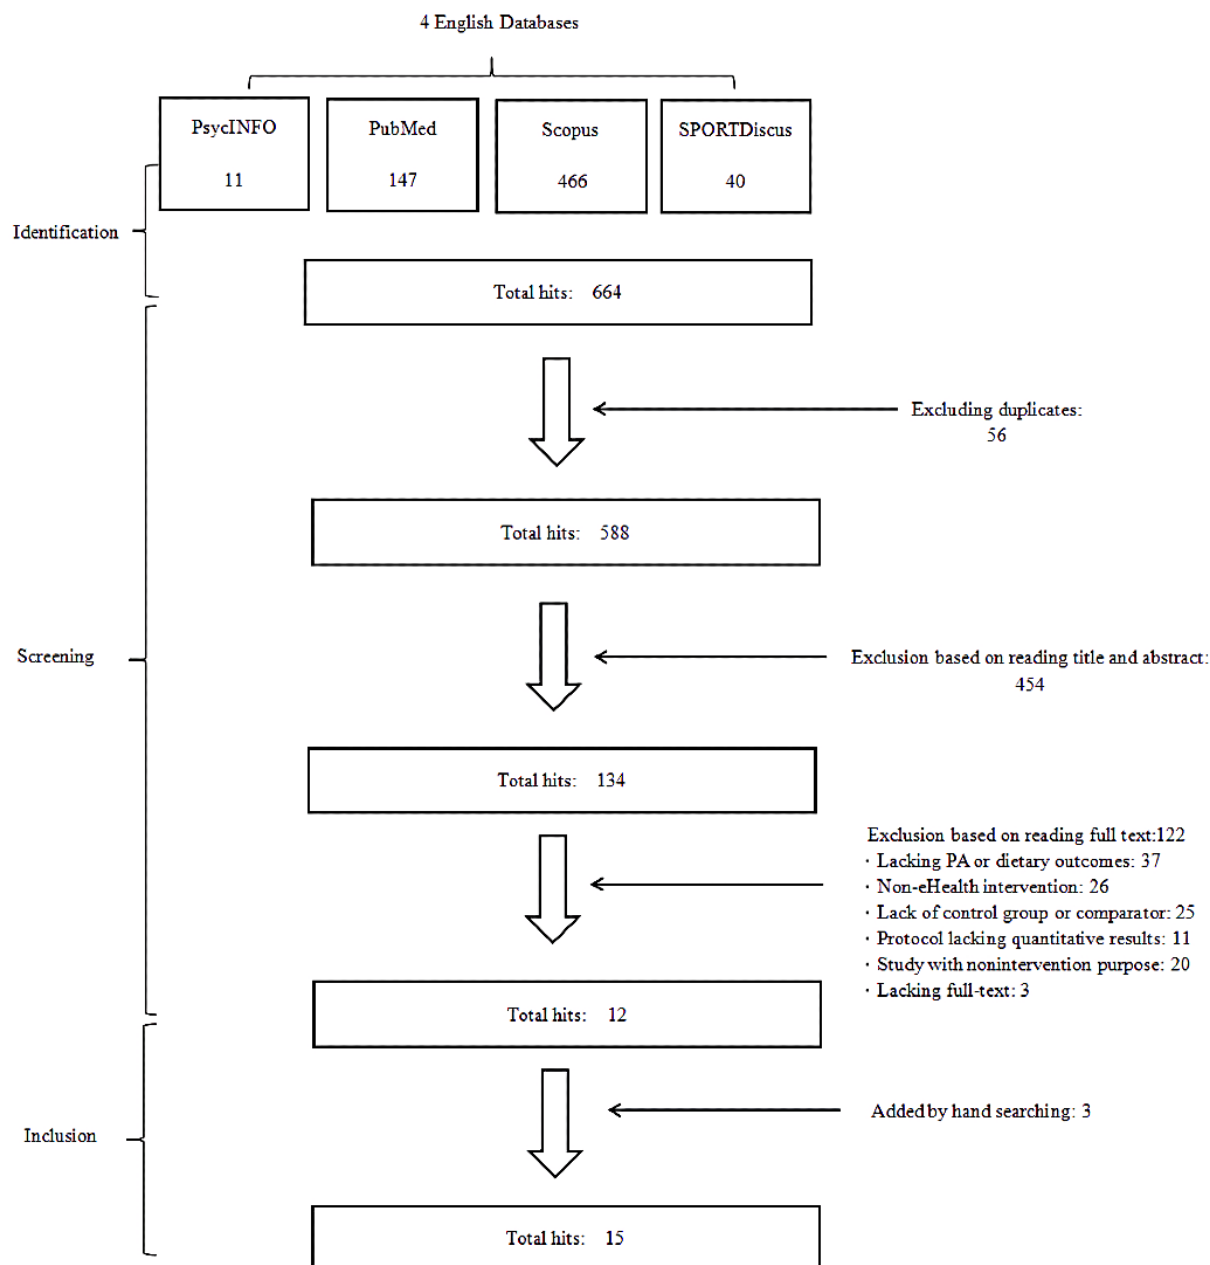 4 English Databases
PsycINFO
11
PubMed
147
Scopus
466
SPORTDiscus
40
Identification
Total hits: 664
Excluding duplicates:
56
Total hits: 588
Screening
Exclusion based on reading title and abstract:
454
Total hits: 134
Exclusion based on reading full text:122
· Lacking PA or dietary outcomes: 37
· Non-eHealth intervention: 26
· Lack of control group or comparator: 25
· Protocol lacking quantitative results: 11
· Study with nonintervention purpose: 20
· Lacking full-text: 3
Total hits: 12
Added by hand searching: 3
Inclusion
Total hits: 15